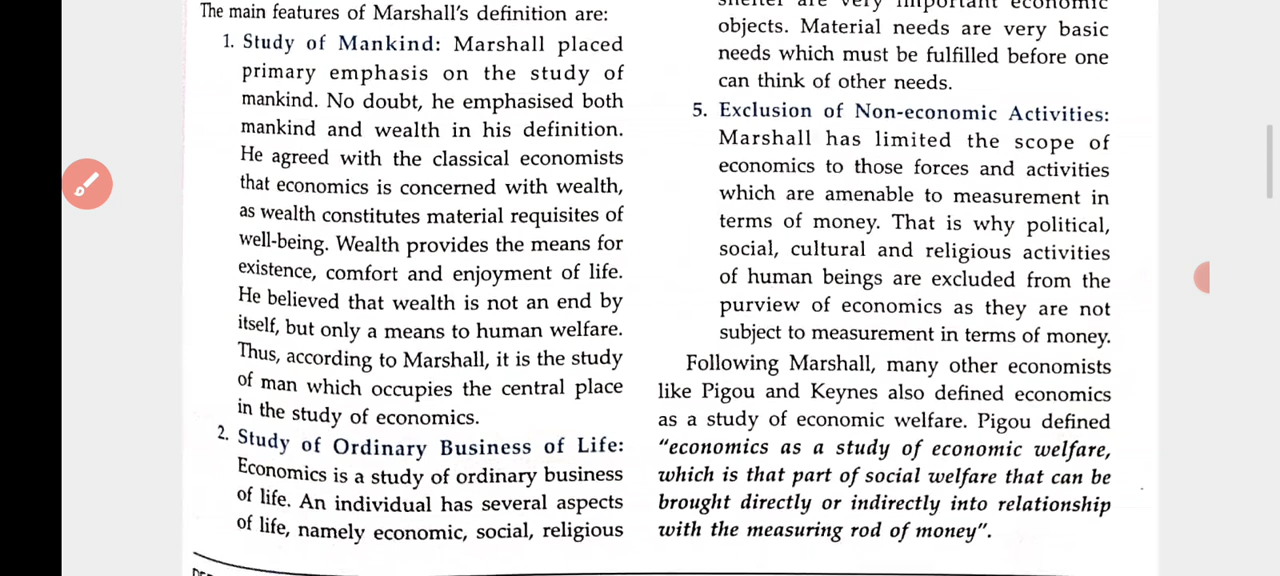 The main features of Marshall's definition are:
1. Study of Mankind: Marshall placed
primary emphasis on the study of
mankind. No doubt, he emphasised both
mankind and wealth in his definition.
He agreed with the classical economists
that economics is concerned with wealth,
as wealth constitutes material requisites of
well-being. Wealth provides the means for
existence, comfort and enjoyment of life.
He believed that wealth is not an end by
itself, but only a means to human welfare.
Thus, according to Marshall, it is the study
of man which occupies the central place
in the study of economics.
2. Study of Ordinary Business of Life:
Economics is a study of ordinary business
of life. An individual has several aspects
of life, namely economic, social, religious
shelter are very important economic
objects. Material needs are very basic
needs which must be fulfilled before one
can think of other needs.
5. Exclusion of Non-economic Activities:
Marshall has limited the scope of
economics to those forces and activities
which are amenable to measurement in
terms of money. That is why political,
social, cultural and religious activities
of human beings are excluded from the
purview of economics as they are not
subject to measurement in terms of money.
Following Marshall, many other economists
like Pigou and Keynes also defined economics
as a study of economic welfare. Pigou defined
"economics as a study of economic welfare,
which is that part of social welfare that can be
brought directly or indirectly into relationship
with the measuring rod of money".